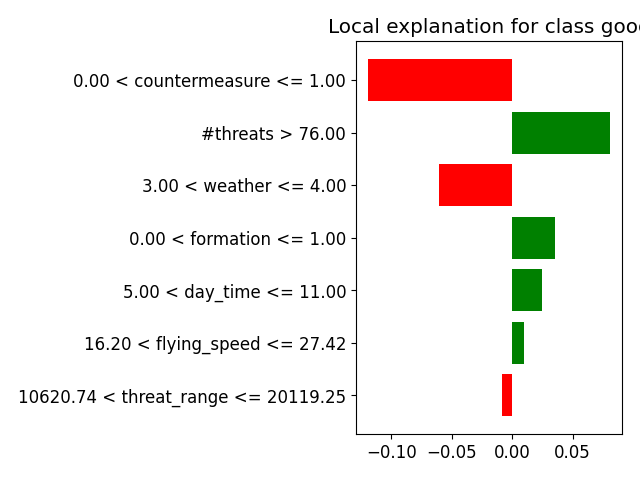 Local explanation for class good
0.00 < countermeasure <= 1.00
#threats > 76.00
3.00 < weather <= 4.00
0.00 < formation <= 1.00
5.00 < day_time <= 11.00
16.20 < flying_speed <= 27.42
10620.74 < threat_range <= 20119.25
−0.10 −0.05 0.00 0.05